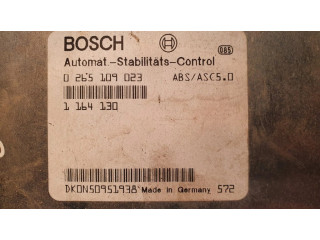 BOSCH
085
Automat.-Stabilitäts-Control
0 265 109 023 ABS/ASC5.0
1 164 130
DKDN50951938 Made in Germany 572